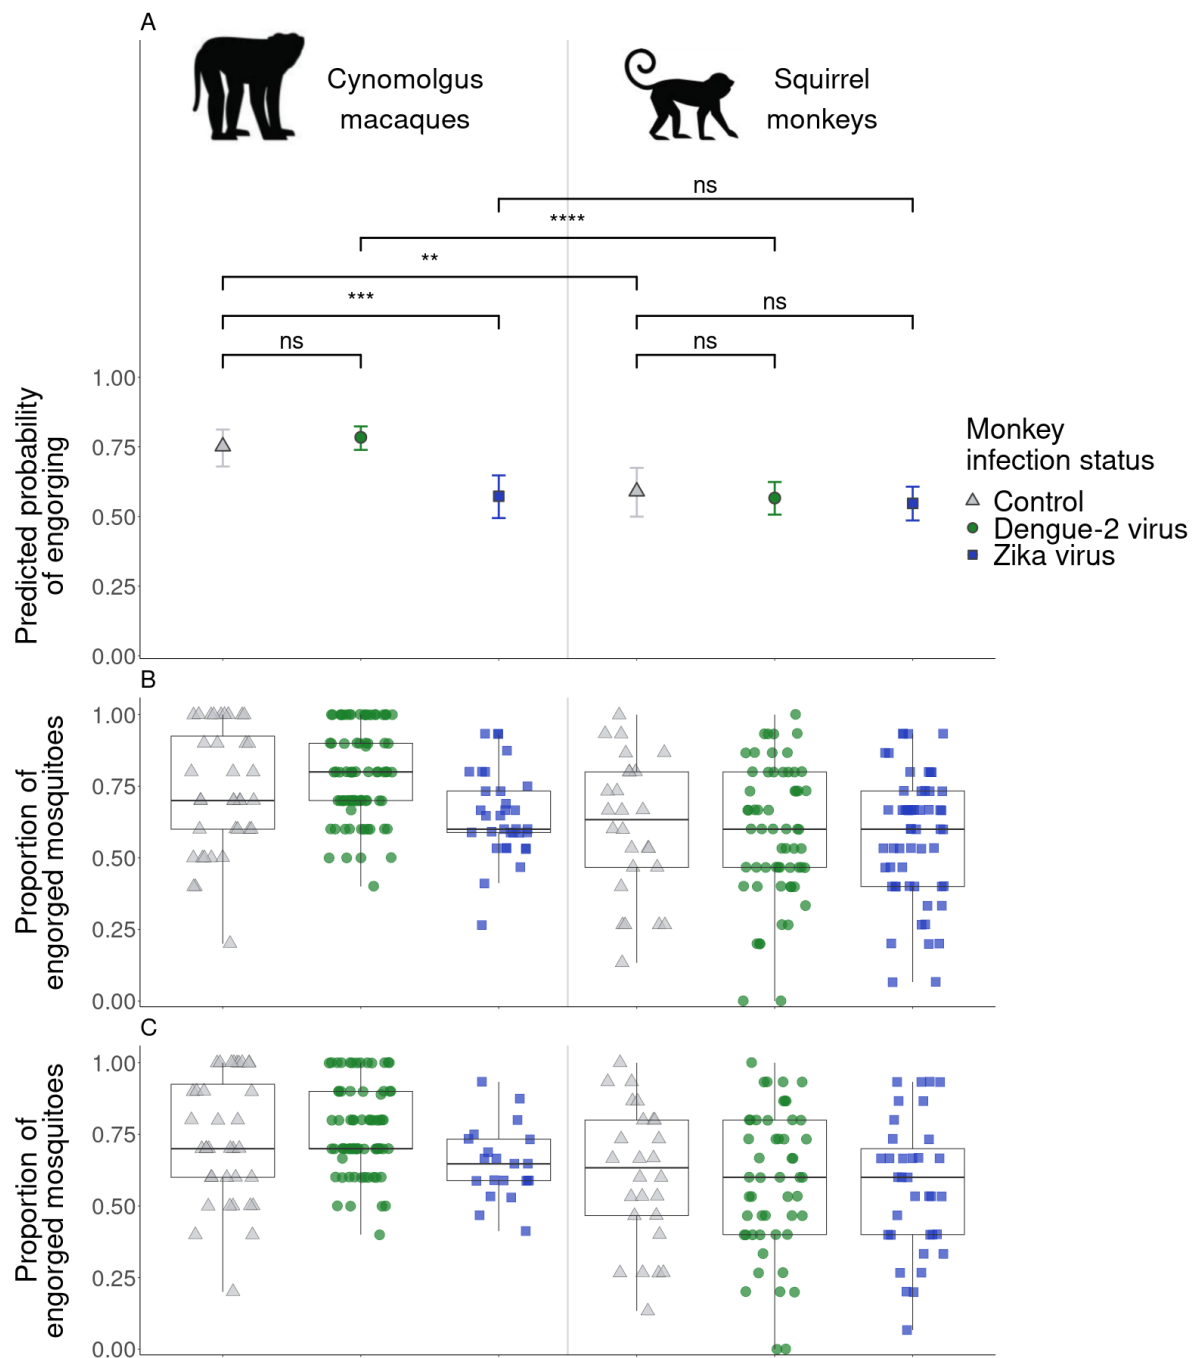 A
Cynomolgus
macaques
Squirrel
monkeys
ns
****
**
***
ns
ns
ns
1.00
0.75
0.50
0.25
0.00
Predicted probability
of engorging
Monkey
infection status
Control
Dengue-2 virus
Zika virus
B
1.00
0.75
0.50
0.25
0.00
Proportion of
engorged mosquitoes
C
1.00
0.75
0.50
0.25
0.00
Proportion of
engorged mosquitoes